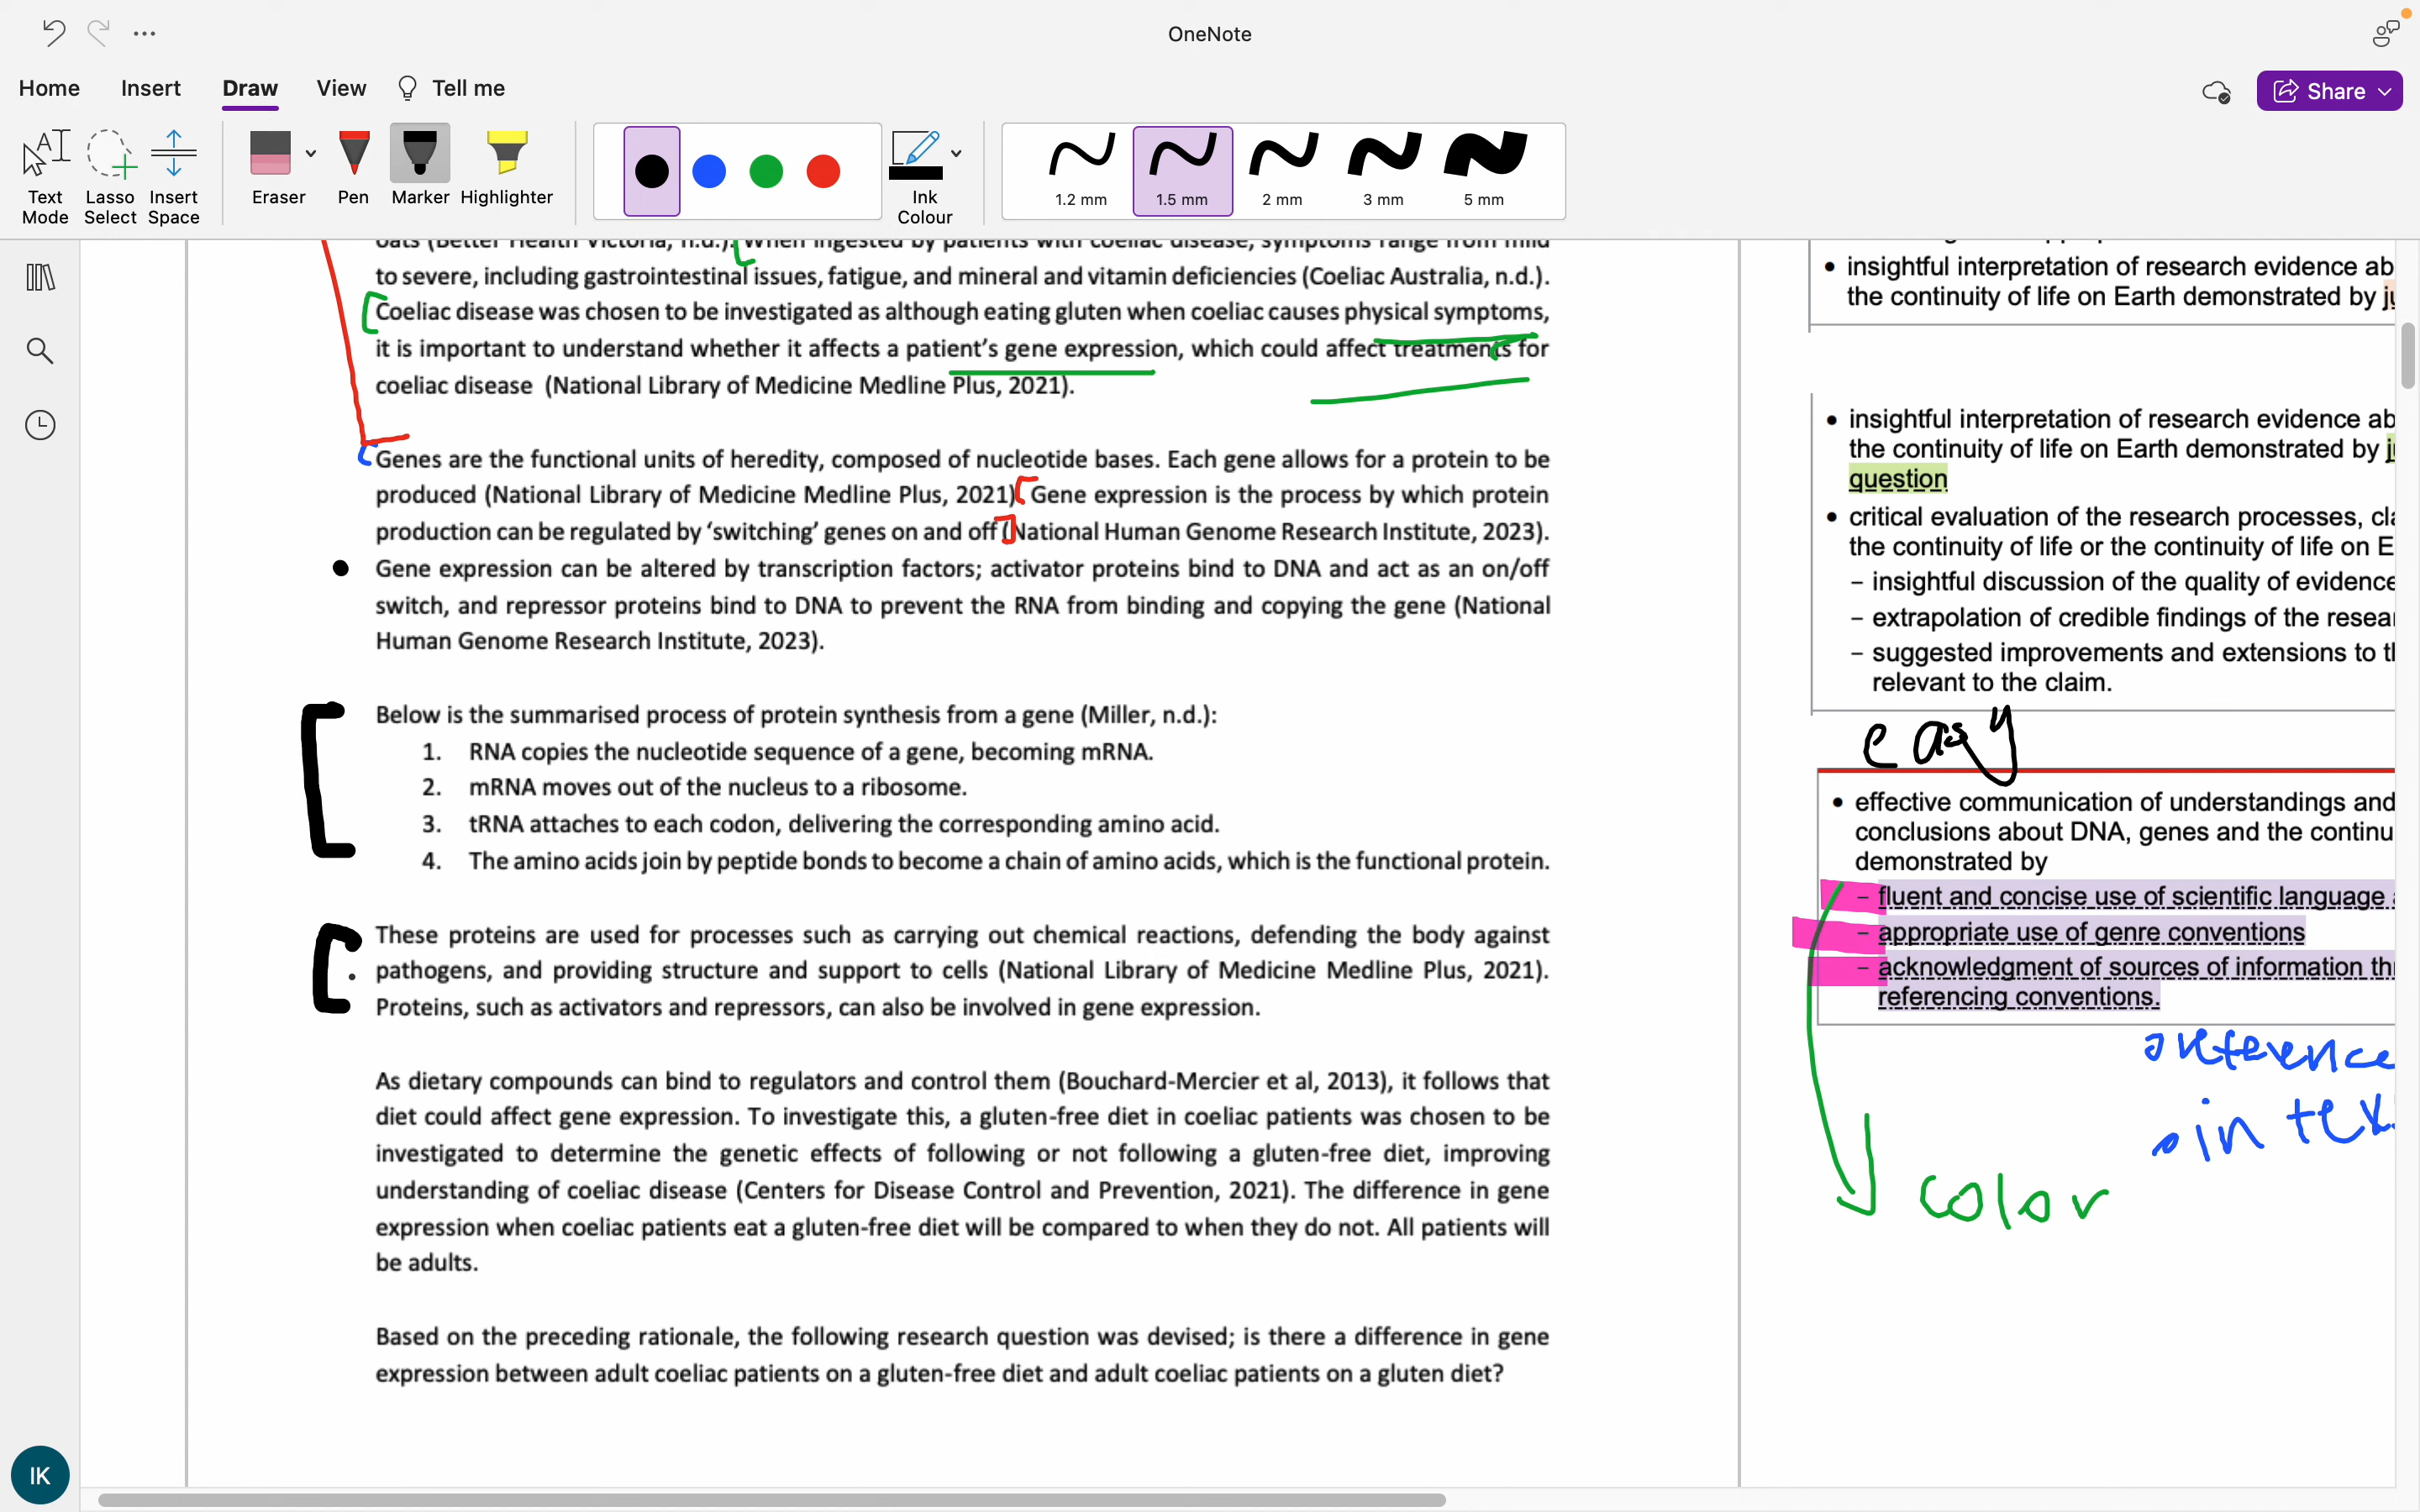 OneNote
Home Insert Draw View Tell me
Share
Text Mode
Lasso Select
Insert Space
Eraser
Pen
Marker
Highlighter
Ink Colour
1.2 mm
1.5 mm
2 mm
3 mm
5 mm
oats (Better Health Victoria, n.d.). When ingested by patients with coeliac disease, symptoms range from mild
to severe, including gastrointestinal issues, fatigue, and mineral and vitamin deficiencies (Coeliac Australia, n.d.).
Coeliac disease was chosen to be investigated as although eating gluten when coeliac causes physical symptoms,
it is important to understand whether it affects a patient's gene expression, which could affect treatments for
coeliac disease (National Library of Medicine Medline Plus, 2021).
Genes are the functional units of heredity, composed of nucleotide bases. Each gene allows for a protein to be
produced (National Library of Medicine Medline Plus, 2021). Gene expression is the process by which protein
production can be regulated by 'switching' genes on and off (National Human Genome Research Institute, 2023).
Gene expression can be altered by transcription factors; activator proteins bind to DNA and act as an on/off
switch, and repressor proteins bind to DNA to prevent the RNA from binding and copying the gene (National
Human Genome Research Institute, 2023).
Below is the summarised process of protein synthesis from a gene (Miller, n.d.):
1. RNA copies the nucleotide sequence of a gene, becoming mRNA.
2. mRNA moves out of the nucleus to a ribosome.
3. tRNA attaches to each codon, delivering the corresponding amino acid.
4. The amino acids join by peptide bonds to become a chain of amino acids, which is the functional protein.
These proteins are used for processes such as carrying out chemical reactions, defending the body against
pathogens, and providing structure and support to cells (National Library of Medicine Medline Plus, 2021).
Proteins, such as activators and repressors, can also be involved in gene expression.
As dietary compounds can bind to regulators and control them (Bouchard-Mercier et al, 2013), it follows that
diet could affect gene expression. To investigate this, a gluten-free diet in coeliac patients was chosen to be
investigated to determine the genetic effects of following or not following a gluten-free diet, improving
understanding of coeliac disease (Centers for Disease Control and Prevention, 2021). The difference in gene
expression when coeliac patients eat a gluten-free diet will be compared to when they do not. All patients will
be adults.
Based on the preceding rationale, the following research question was devised; is there a difference in gene
expression between adult coeliac patients on a gluten-free diet and adult coeliac patients on a gluten diet?
• insightful interpretation of research evidence ab
the continuity of life on Earth demonstrated by
• insightful interpretation of research evidence ab
the continuity of life on Earth demonstrated by
question
• critical evaluation of the research processes, cla
the continuity of life or the continuity of life on E
– insightful discussion of the quality of evidence
– extrapolation of credible findings of the resear
– suggested improvements and extensions to th
relevant to the claim.
easy
• effective communication of understandings and
conclusions about DNA, genes and the continu
demonstrated by
– fluent and concise use of scientific language
– appropriate use of genre conventions
– acknowledgment of sources of information thr
referencing conventions.
reference
in tex
color
IK